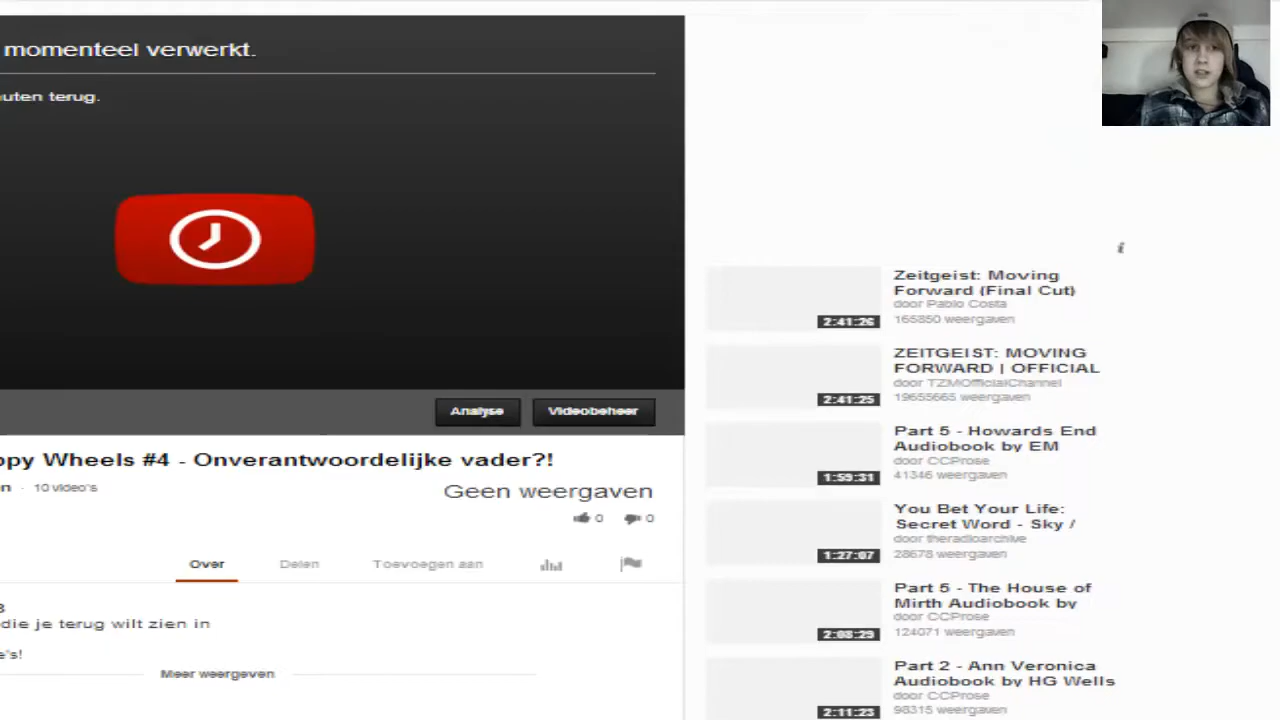 momenteel verwerkt.
uten terug.
Analyse
Videobeheer
ppy Wheels #4 - Onverantwoordelijke vader?!
n · 10 video's
Geen weergaven
0
0
Over
Delen
Toevoegen aan
die je terug wilt zien in
e's!
Meer weergeven
i
Zeitgeist: Moving
Forward (Final Cut)
door Pablo Costa
165850 weergaven
2:41:26
ZEITGEIST: MOVING
FORWARD | OFFICIAL
door TZMOfficialChannel
19655665 weergaven
2:41:25
Part 5 - Howards End
Audiobook by EM
door CCProse
41346 weergaven
1:59:31
You Bet Your Life:
Secret Word - Sky /
door theradioarchive
28678 weergaven
1:27:07
Part 5 - The House of
Mirth Audiobook by
door CCProse
124071 weergaven
2:08:29
Part 2 - Ann Veronica
Audiobook by HG Wells
door CCProse
98315 weergaven
2:11:23